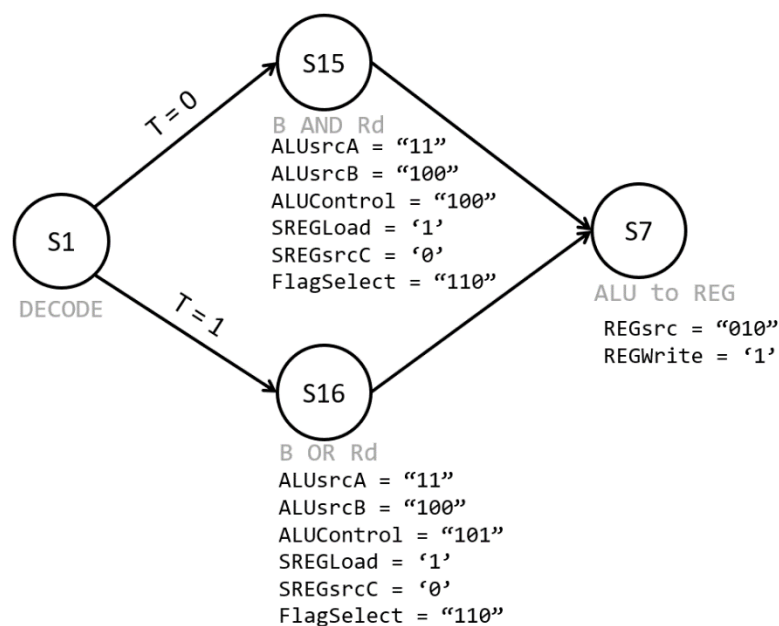 S15
T = 0
B AND Rd
ALUsrcA = “11”
ALUsrcB = “100”
ALUControl = “100”
SREGLoad = ‘1’
SREGsrcC = ‘0’
FlagSelect = “110”
S1
DECODE
S7
ALU to REG
REGsrc = “010”
REGWrite = ‘1’
T = 1
S16
B OR Rd
ALUsrcA = “11”
ALUsrcB = “100”
ALUControl = “101”
SREGLoad = ‘1’
SREGsrcC = ‘0’
FlagSelect = “110”